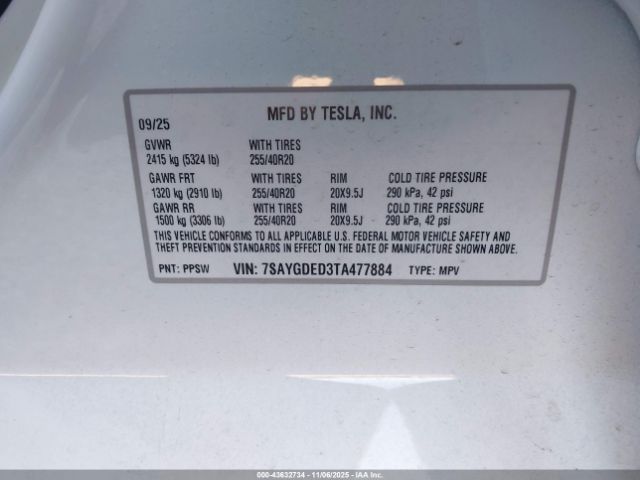 MFD BY TESLA, INC.
09/25
GVWR WITH TIRES
2415 kg (5324 lb) 255/40R20
GAWR FRT WITH TIRES RIM COLD TIRE PRESSURE
1320 kg (2910 lb) 255/40R20 20X9.5J 290 kPa, 42 psi
GAWR RR WITH TIRES RIM COLD TIRE PRESSURE
1500 kg (3306 lb) 255/40R20 20X9.5J 290 kPa, 42 psi
THIS VEHICLE CONFORMS TO ALL APPLICABLE U.S. FEDERAL MOTOR VEHICLE SAFETY AND
THEFT PREVENTION STANDARDS IN EFFECT ON THE DATE OF MANUFACTURE SHOWN ABOVE.
PNT: PPSW VIN: 7SAYGDED3TA477884 TYPE: MPV
000-43632734 - 11/06/2025 - IAAI.CA